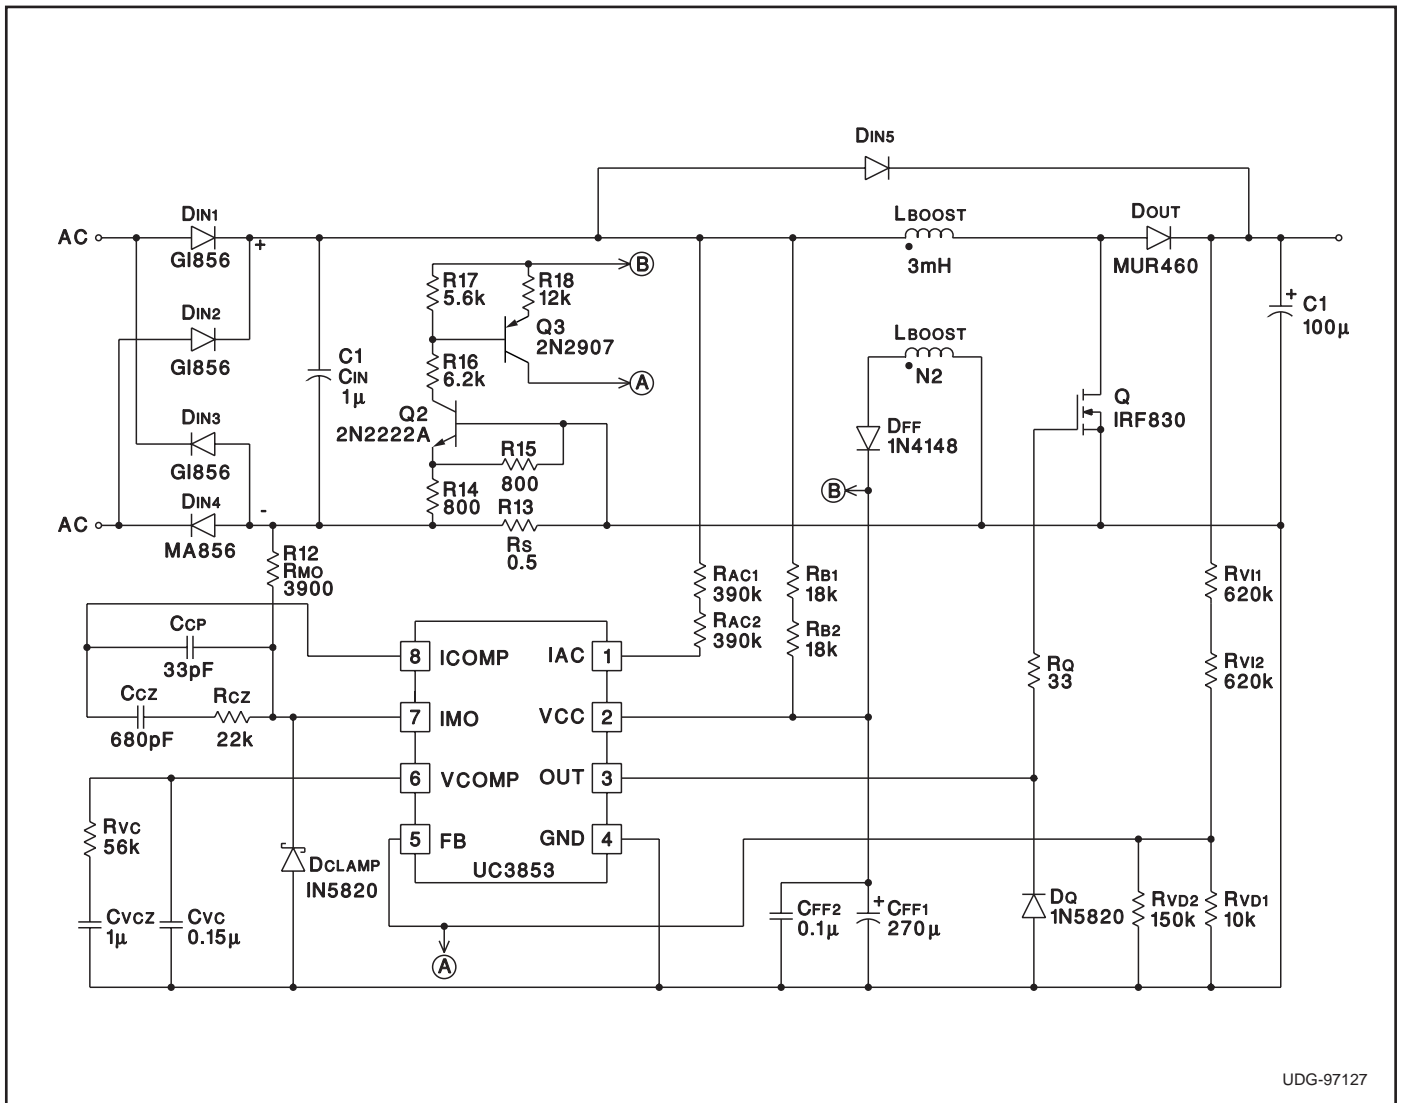 DIN5
AC
DIN1
GI856
+
LBOOST
3mH
DOUT
MUR460
B
R17
5.6k
R18
12k
DIN2
GI856
Q3
2N2907
+
C1
100µ
LBOOST
N2
C1
CIN
1µ
R16
6.2k
A
Q
IRF830
DIN3
GI856
Q2
2N2222A
DFF
1N4148
R15
800
R14
800
B
DIN4
MA856
-
AC
R13
RS
0.5
R12
RMO
3900
RAC1
390k
RB1
18k
RVI1
620k
RAC2
390k
RB2
18k
CCP
33pF
8
ICOMP
IAC
1
RQ
33
RVI2
620k
CCZ
680pF
RCZ
22k
7
IMO
VCC
2
6
VCOMP
OUT
3
RVC
56k
5
FB
GND
4
UC3853
DCLAMP
IN5820
CVCZ
1µ
CVC
0.15µ
CFF2
0.1µ
+
CFF1
270µ
DQ
1N5820
RVD2
150k
RVD1
10k
A
UDG-97127